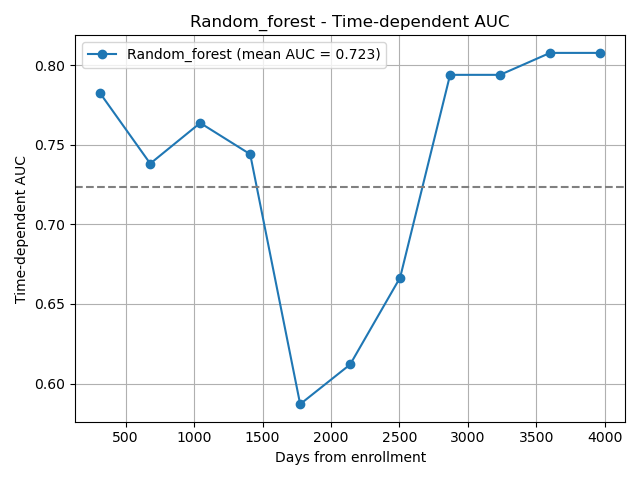 Random_forest - Time-dependent AUC
Random_forest (mean AUC = 0.723)
Time-dependent AUC
0.80
0.75
0.70
0.65
0.60
500 1000 1500 2000 2500 3000 3500 4000
Days from enrollment